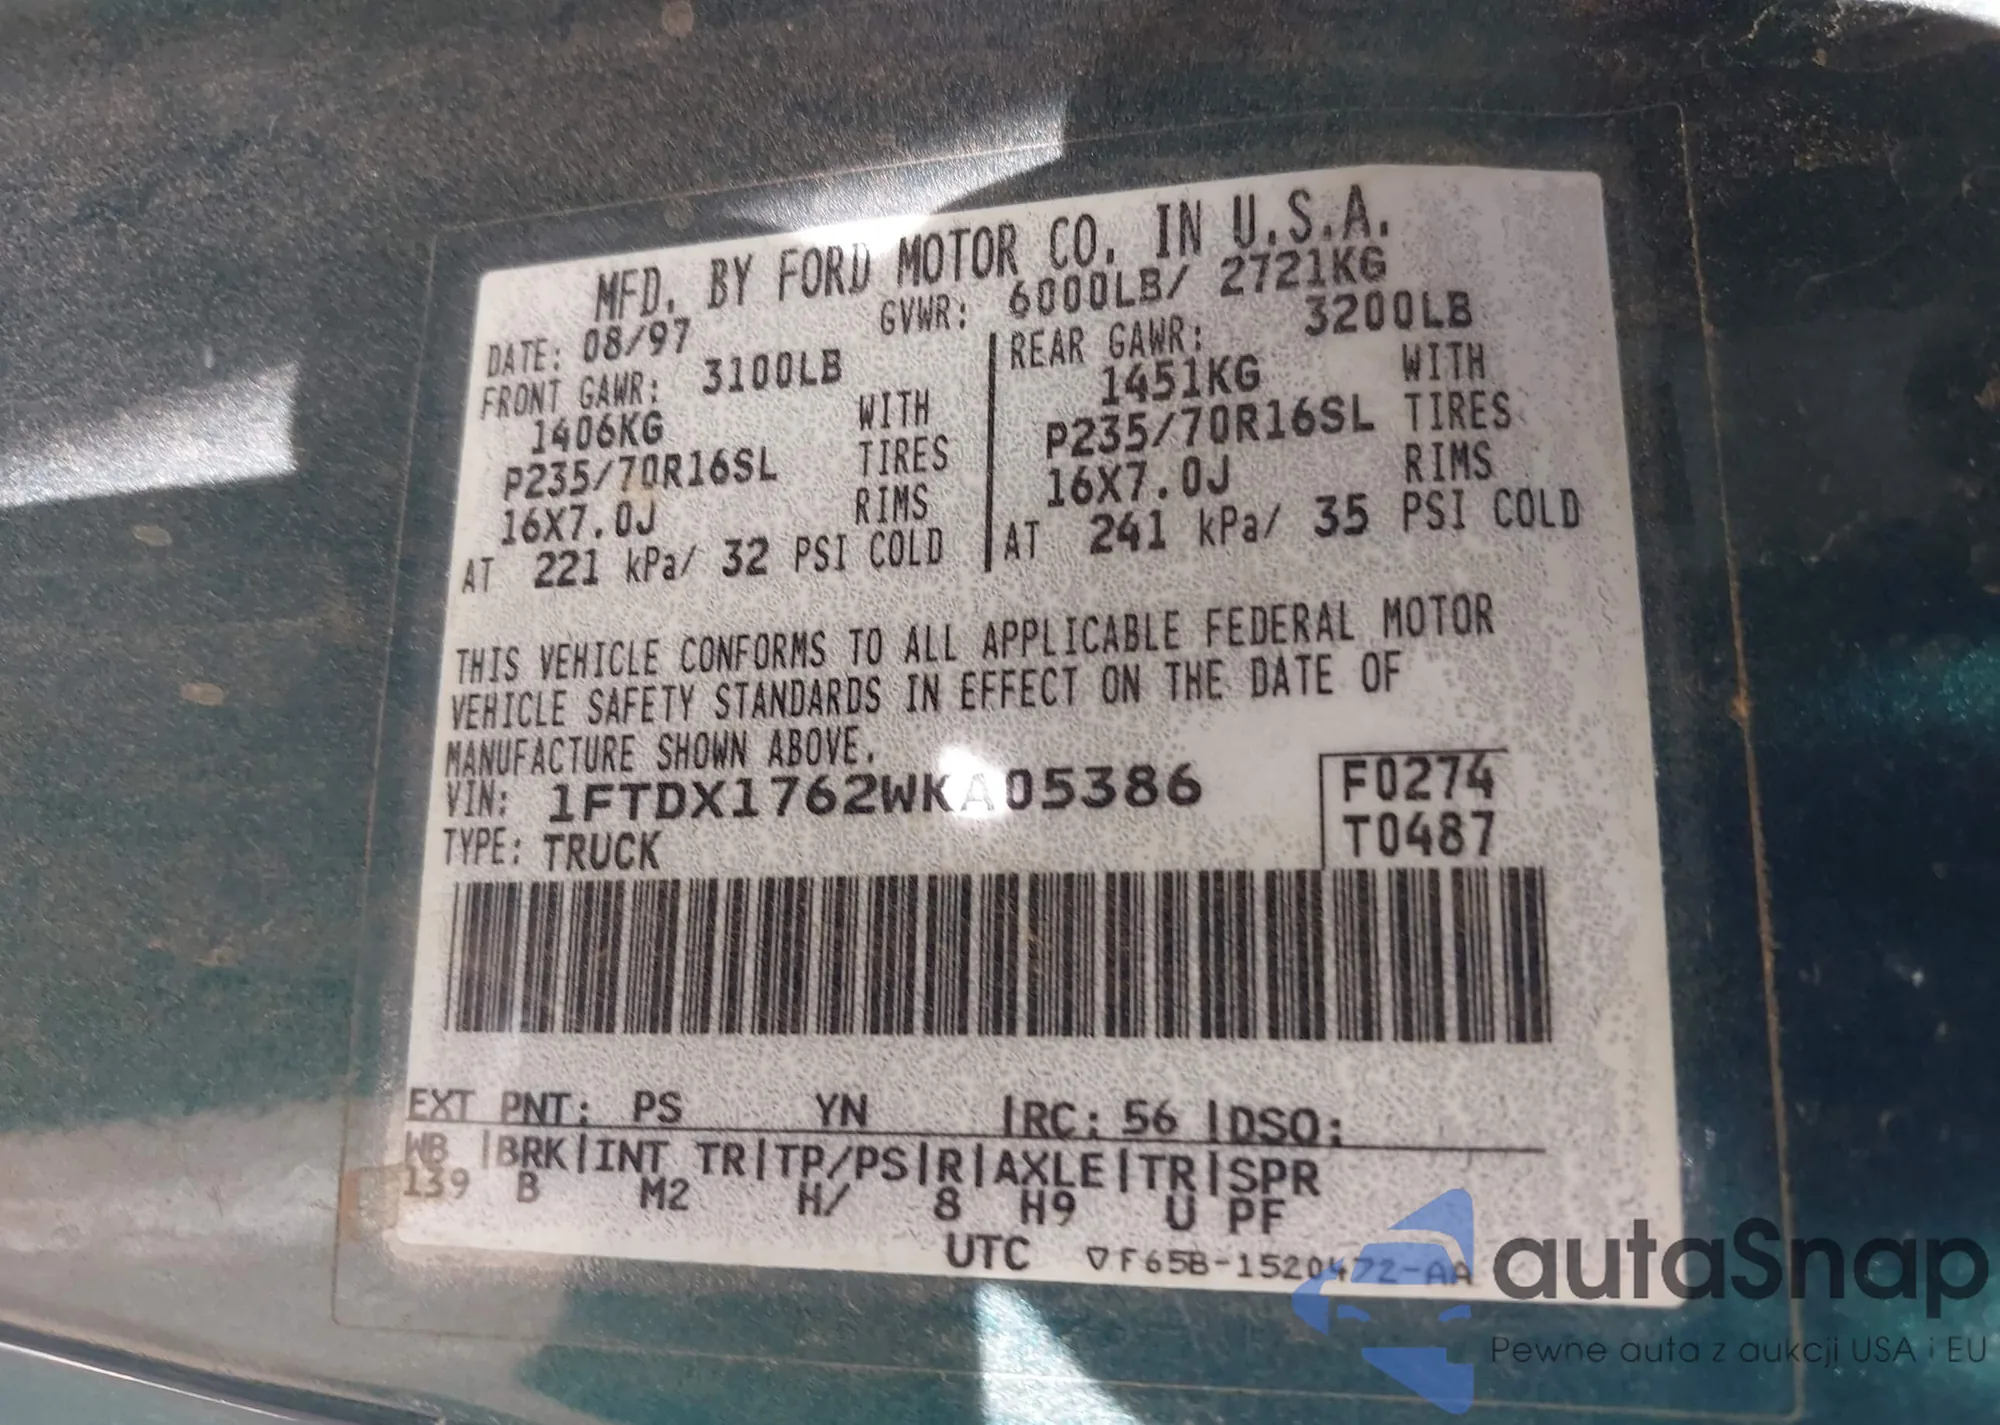 MFD. BY FORD MOTOR CO. IN U.S.A.
DATE: 08/97 GVWR: 6000LB/ 2721KG
FRONT GAWR: 3100LB REAR GAWR: 3200LB
1406KG WITH 1451KG WITH
P235/70R16SL TIRES P235/70R16SL TIRES
16X7.0J RIMS 16X7.0J RIMS
AT 221 kPa/ 32 PSI COLD AT 241 kPa/ 35 PSI COLD
THIS VEHICLE CONFORMS TO ALL APPLICABLE FEDERAL MOTOR
VEHICLE SAFETY STANDARDS IN EFFECT ON THE DATE OF
MANUFACTURE SHOWN ABOVE.
VIN: 1FTDX1762WKA05386 F0274
TYPE: TRUCK T0487
EXT PNT: PS YN |RC: 56 |DSO:
WB |BRK|INT TR|TP/PS|R|AXLE|TR|SPR
139 B M2 H/ 8 H9 U PF
UTC ▽F65B-1520472-AA
autaSnap
Pewne auta z aukcji USA i EU